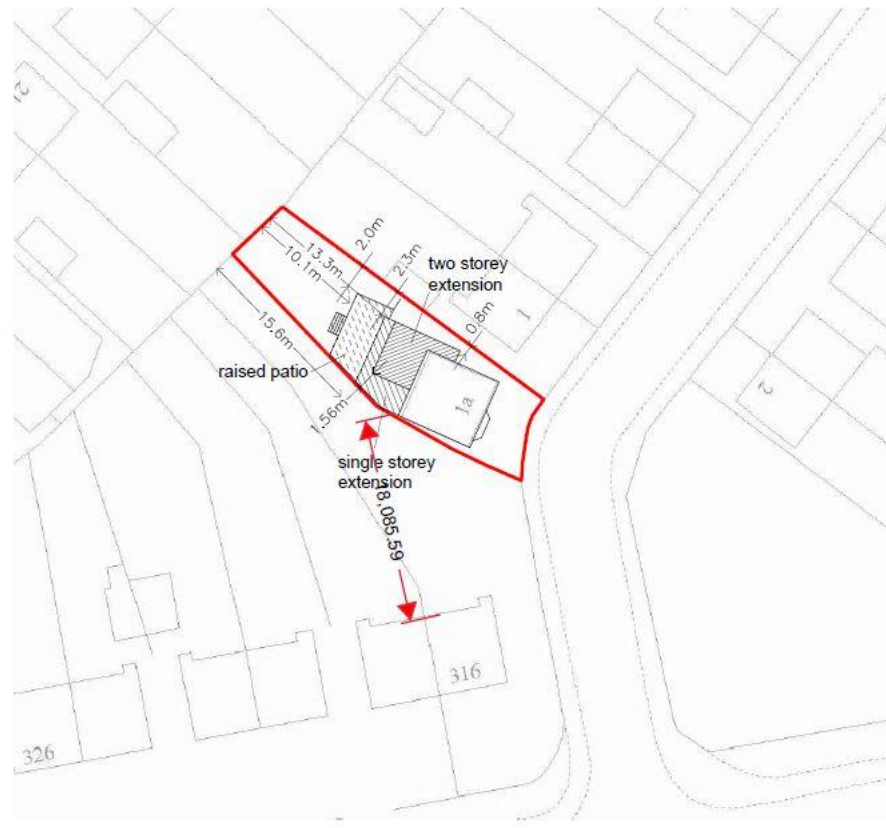 21
2.0m
13.3m
10.1m
2.3m
two storey
extension
0.8m
1
15.6m
raised patio
1a
2
1.56m
single storey
extension
18,085.59
316
326